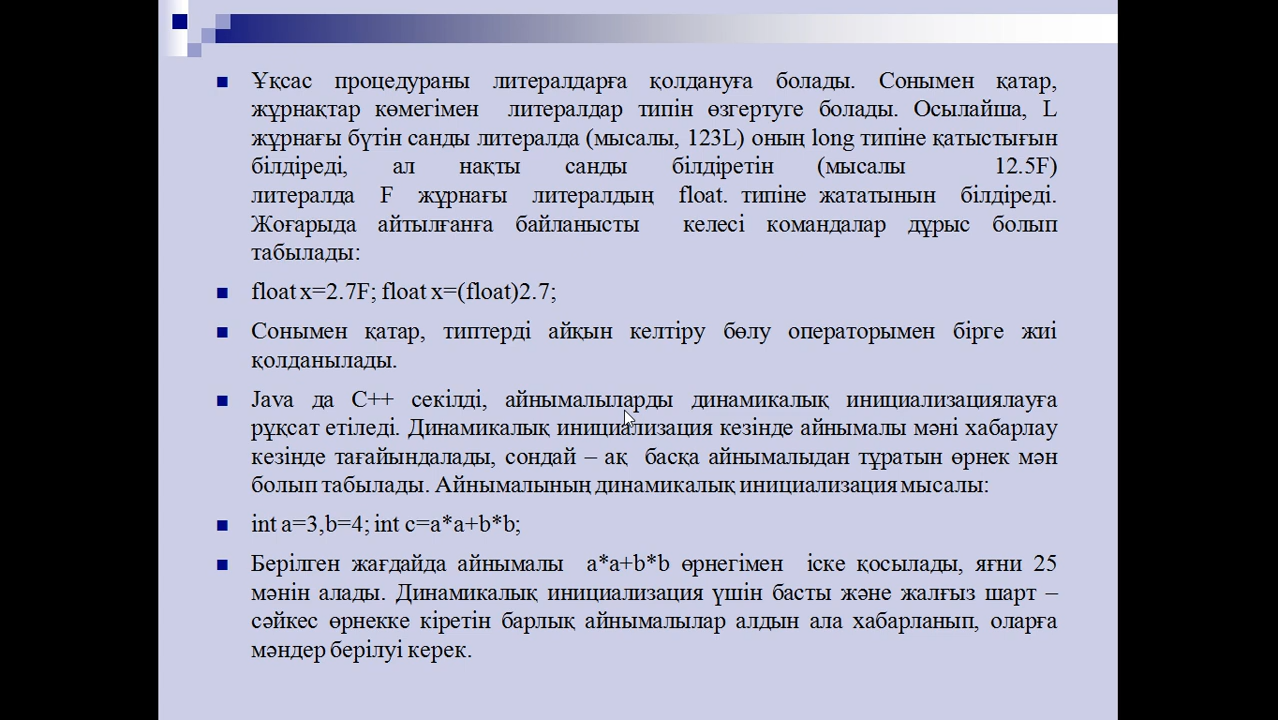 Ұқсас процедураны литералдарға қолдануға болады. Сонымен қатар,
жұрнақтар көмегімен литералдар типін өзгертуге болады. Осылайша, L
жұрнағы бүтін санды литералда (мысалы, 123L) оның long типіне қатыстығын
білдіреді, ал нақты санды білдіретін (мысалы 12.5F)
литералда F жұрнағы литералдың float. типіне жататынын білдіреді.
Жоғарыда айтылғанға байланысты келесі командалар дұрыс болып
табылады:
float x=2.7F; float x=(float)2.7;
Сонымен қатар, типтерді айқын келтіру бөлу операторымен бірге жиі
қолданылады.
Java да C++ секілді, айнымалыларды динамикалық инициализациялауға
рұқсат етіледі. Динамикалық инициализация кезінде айнымалы мәні хабарлау
кезінде тағайындалады, сондай – ақ басқа айнымалыдан тұратын өрнек мән
болып табылады. Айнымалының динамикалық инициализация мысалы:
int a=3,b=4; int c=a*a+b*b;
Берілген жағдайда айнымалы a*a+b*b өрнегімен іске қосылады, яғни 25
мәнін алады. Динамикалық инициализация үшін басты және жалғыз шарт –
сәйкес өрнекке кіретін барлық айнымалылар алдын ала хабарланып, оларға
мәндер берілуі керек.